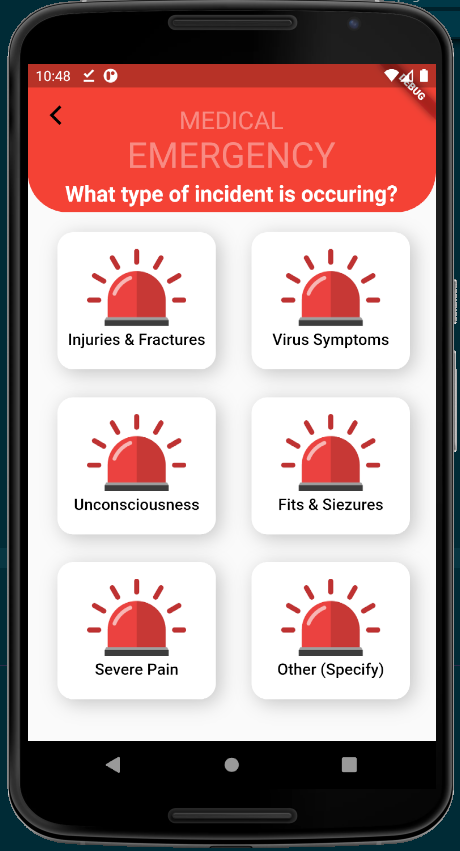 10:48
DEBUG
MEDICAL
EMERGENCY
What type of incident is occuring?
Injuries & Fractures
Virus Symptoms
Unconsciousness
Fits & Siezures
Severe Pain
Other (Specify)